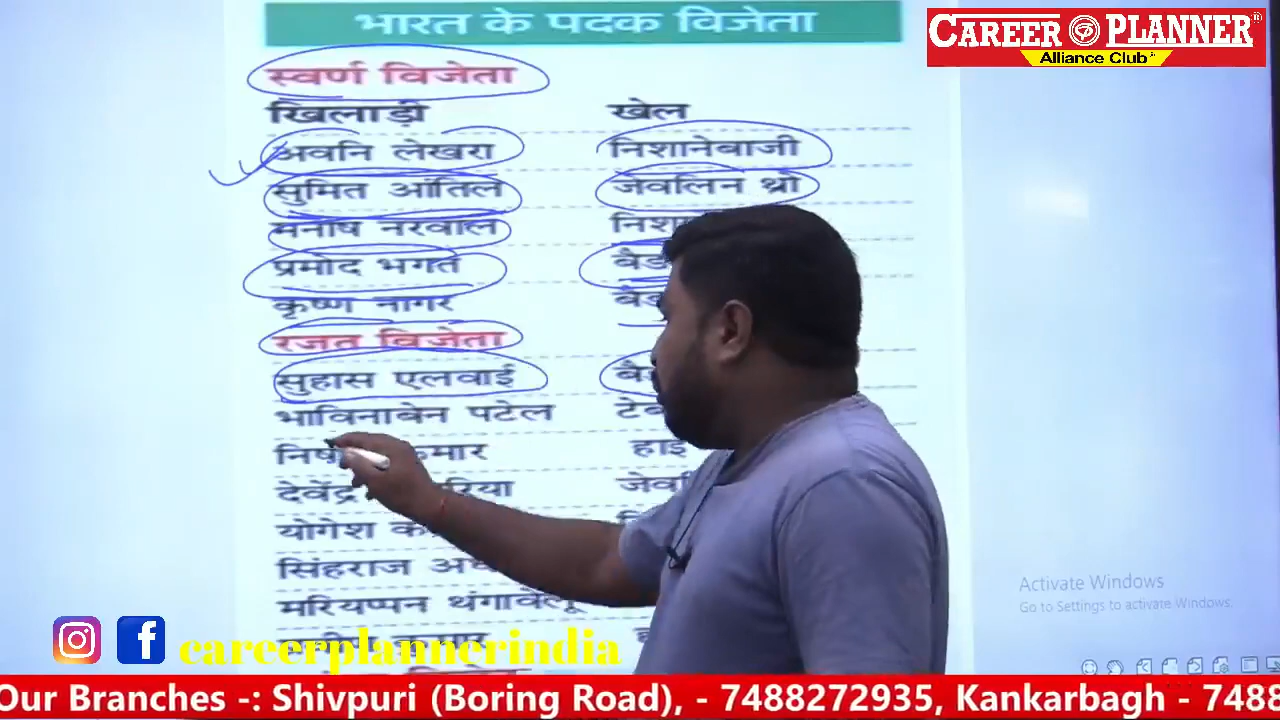 भारत के पदक विजेता
CAREER PLANNER
Alliance Club
स्वर्ण विजेता
खिलाड़ी खेल
अवनि लेखरा निशानेबाजी
सुमित आंतिल जेवलिन थ्रो
मनीष नरवाल
प्रमोद भगत
कृष्ण नागर
रजत विजेता
सुहास एलवाई
भाविनाबेन पटेल
कुमार हाई
देवेंद्र
योगेश
सिंहराज
मरियप्पन थंगावेलू
Activate Windows
Go to Settings to activate Windows.
careerplannerindia
Our Branches -: Shivpuri (Boring Road), - 7488272935, Kankarbagh - 7488